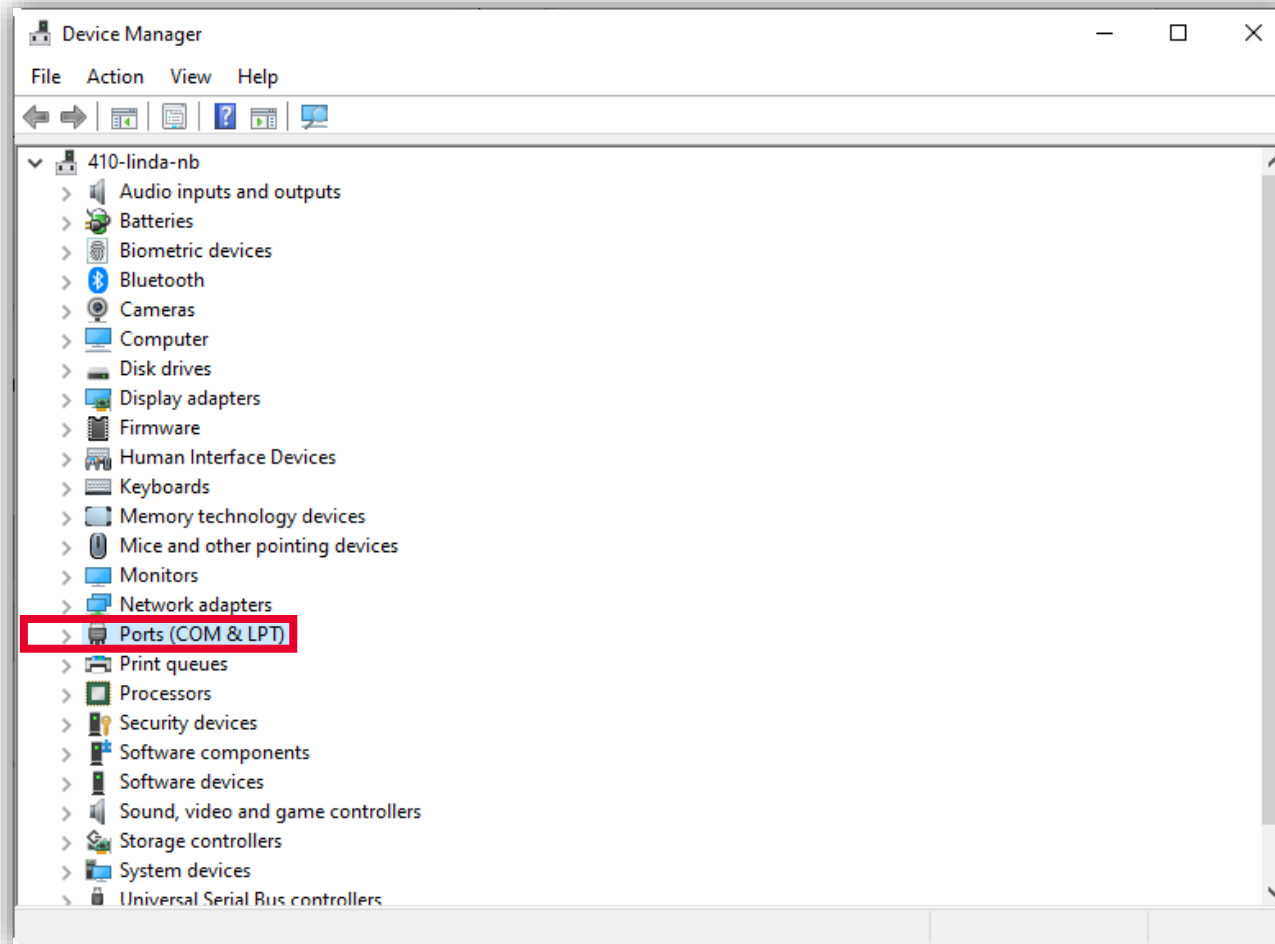 Device Manager
File Action View Help
410-linda-nb
Audio inputs and outputs
Batteries
Biometric devices
Bluetooth
Cameras
Computer
Disk drives
Display adapters
Firmware
Human Interface Devices
Keyboards
Memory technology devices
Mice and other pointing devices
Monitors
Network adapters
Ports (COM & LPT)
Print queues
Processors
Security devices
Software components
Software devices
Sound, video and game controllers
Storage controllers
System devices
Universal Serial Bus controllers